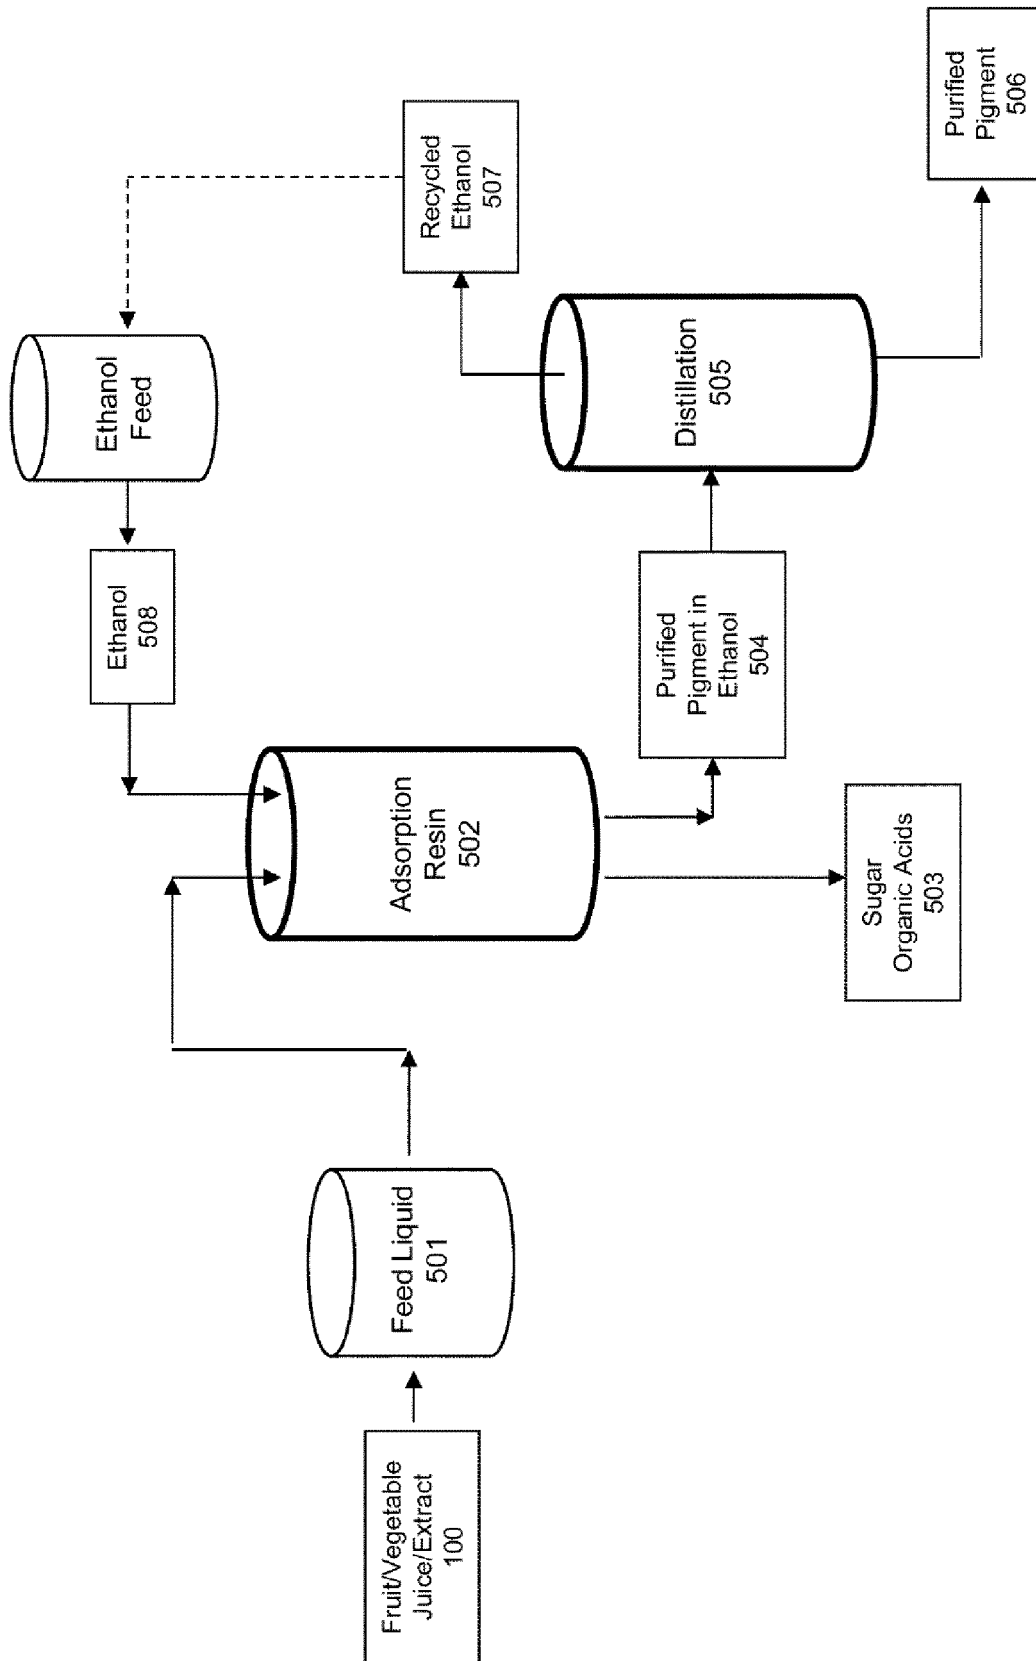 Fruit/Vegetable
Juice/Extract
100
Feed Liquid
501
Adsorption
Resin
502
Sugar
Organic Acids
503
Ethanol
508
Ethanol
Feed
Purified
Pigment in
Ethanol
504
Distillation
505
Recycled
Ethanol
507
Purified
Pigment
506